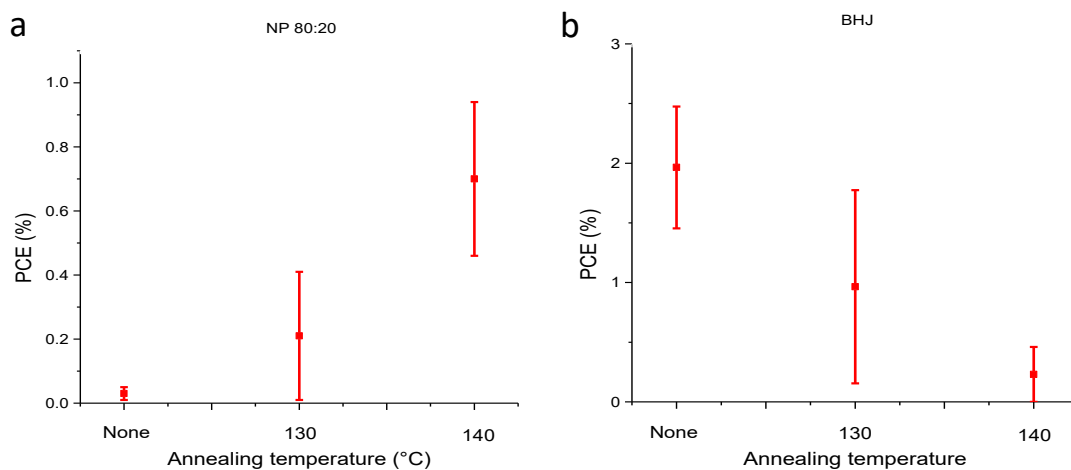 a
NP 80:20
1.0
0.8
0.6
0.4
0.2
0.0
PCE (%)
None 130 140
Annealing temperature (°C)
b
BHJ
3
2
1
0
PCE (%)
None 130 140
Annealing temperature